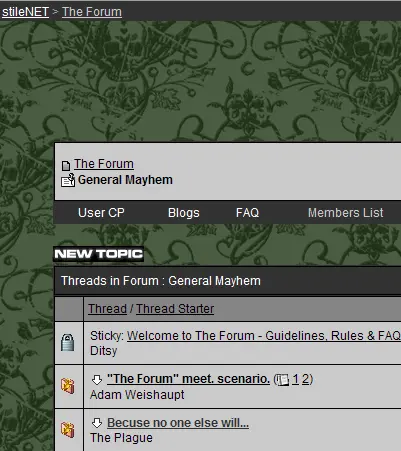 stileNET > The Forum
The Forum
General Mayhem
User CP Blogs FAQ Members List
NEW TOPIC
Threads in Forum : General Mayhem
Thread / Thread Starter
Sticky: Welcome to The Forum - Guidelines, Rules & FAQ
Ditsy
"The Forum" meet. scenario. ( 1 2)
Adam Weishaupt
Becuse no one else will...
The Plague